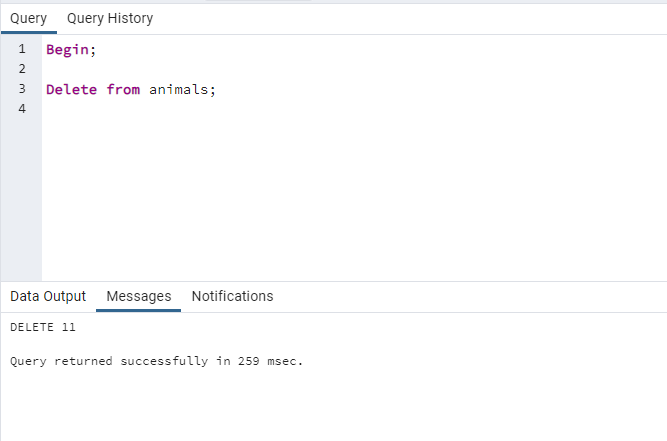 Query Query History
1 Begin;
2
3 Delete from animals;
4
Data Output Messages Notifications
DELETE 11
Query returned successfully in 259 msec.